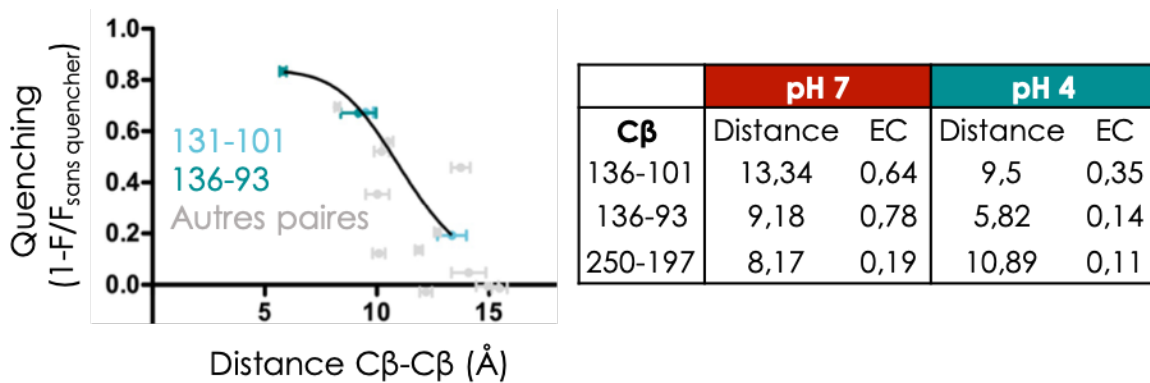 Quenching
(1-F/Fsans quencher)
1.0
0.8
0.6
0.4
0.2
0.0
131-101
136-93
Autres paires
5 10 15
Distance Cβ-Cβ (Å)
pH 7 pH 4
Cβ Distance EC Distance EC
136-101 13,34 0,64 9,5 0,35
136-93 9,18 0,78 5,82 0,14
250-197 8,17 0,19 10,89 0,11